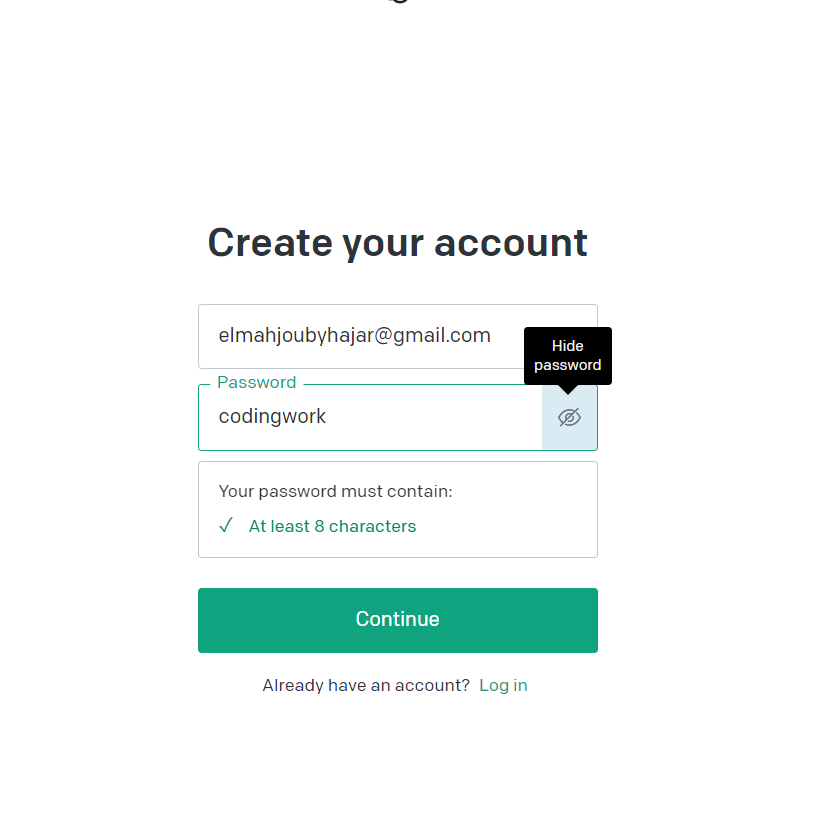 Create your account
elmahjoubyhajar@gmail.com
Hide
password
Password
codingwork
Your password must contain:
✓ At least 8 characters
Continue
Already have an account? Log in